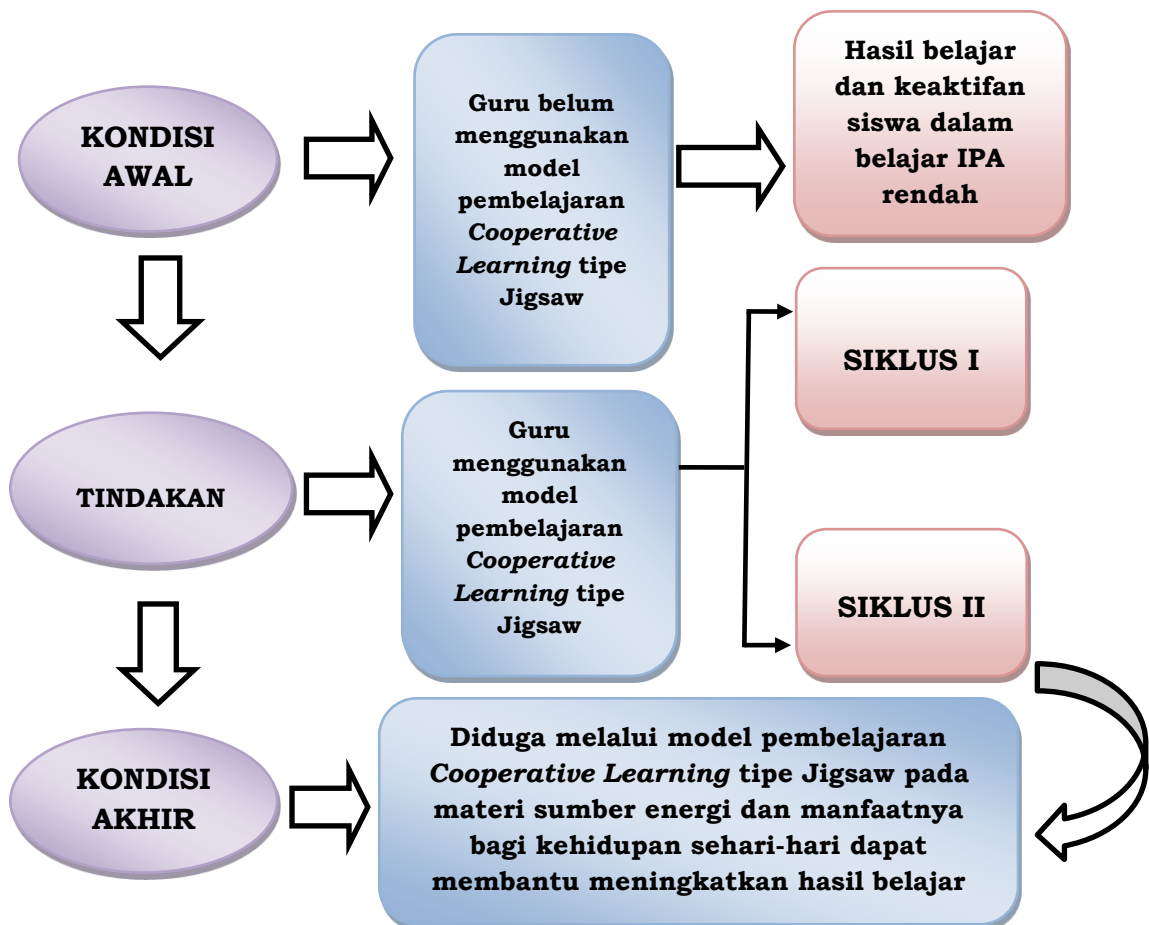 KONDISI
AWAL
Guru belum
menggunakan
model
pembelajaran
Cooperative
Learning tipe
Jigsaw
Hasil belajar
dan keaktifan
siswa dalam
belajar IPA
rendah
TINDAKAN
Guru
menggunakan
model
pembelajaran
Cooperative
Learning tipe
Jigsaw
SIKLUS I
SIKLUS II
KONDISI
AKHIR
Diduga melalui model pembelajaran
Cooperative Learning tipe Jigsaw pada
materi sumber energi dan manfaatnya
bagi kehidupan sehari-hari dapat
membantu meningkatkan hasil belajar